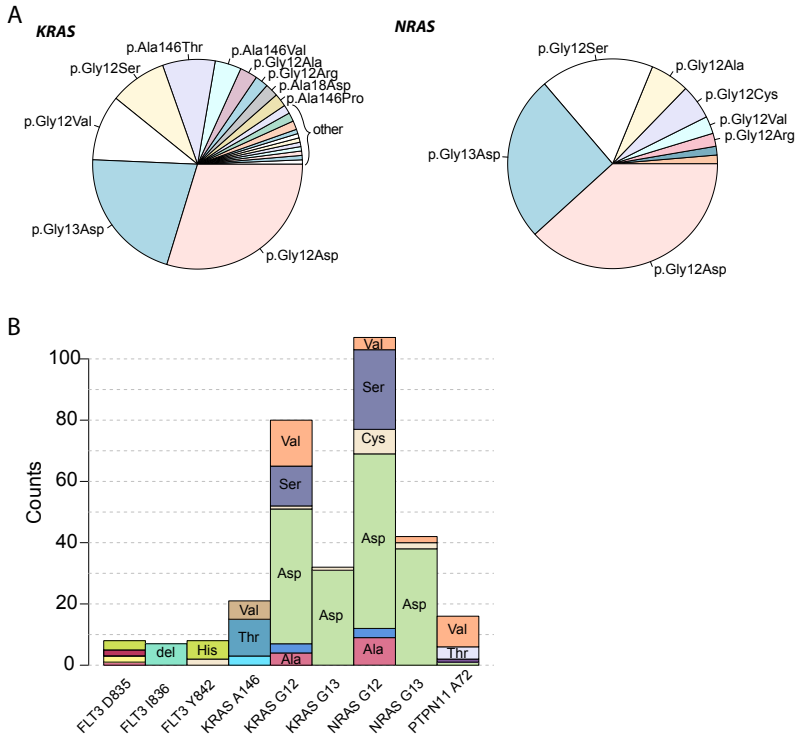 A
KRAS
p.Ala146Thr
p.Ala146Val
p.Gly12Ala
p.Gly12Arg
p.Ala18Asp
p.Ala146Pro
other
p.Gly12Ser
p.Gly12Val
p.Gly13Asp
p.Gly12Asp
NRAS
p.Gly12Ser
p.Gly12Ala
p.Gly12Cys
p.Gly12Val
p.Gly12Arg
p.Gly13Asp
p.Gly12Asp
B
Counts
100
80
60
40
20
0
del
His
Val
Thr
Val
Ser
Asp
Ala
Asp
Val
Ser
Cys
Asp
Ala
Asp
Val
Thr
FLT3 D835
FLT3 I836
FLT3 Y842
KRAS A146
KRAS G12
KRAS G13
NRAS G12
NRAS G13
PTPN11 A72